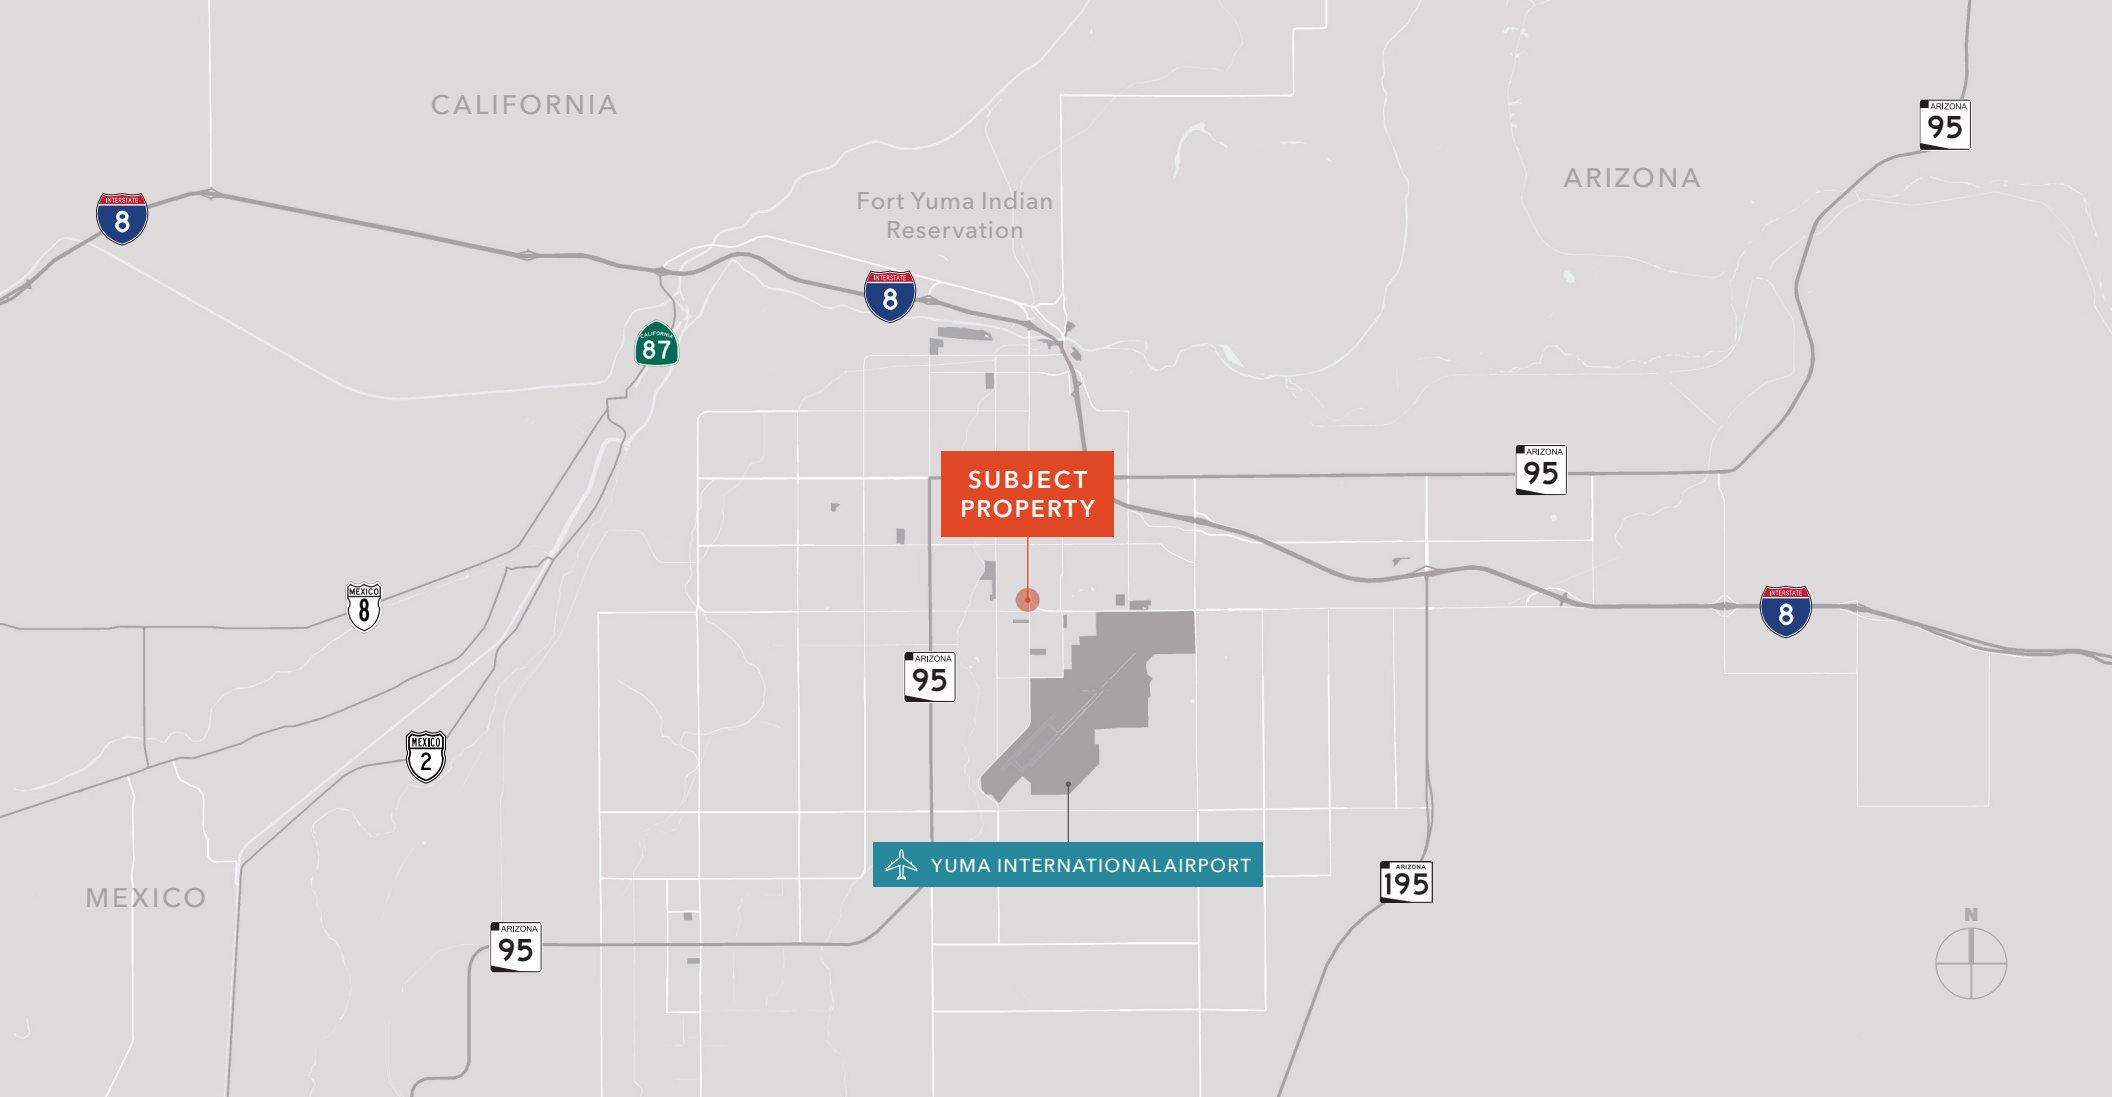 CALIFORNIA
ARIZONA
95
ARIZONA
INTERSTATE
8
Fort Yuma Indian
Reservation
INTERSTATE
8
CALIFORNIA
87
SUBJECT
PROPERTY
ARIZONA
95
MEXICO
8
INTERSTATE
8
ARIZONA
95
MEXICO
2
YUMA INTERNATIONALAIRPORT
ARIZONA
195
MEXICO
ARIZONA
95
N